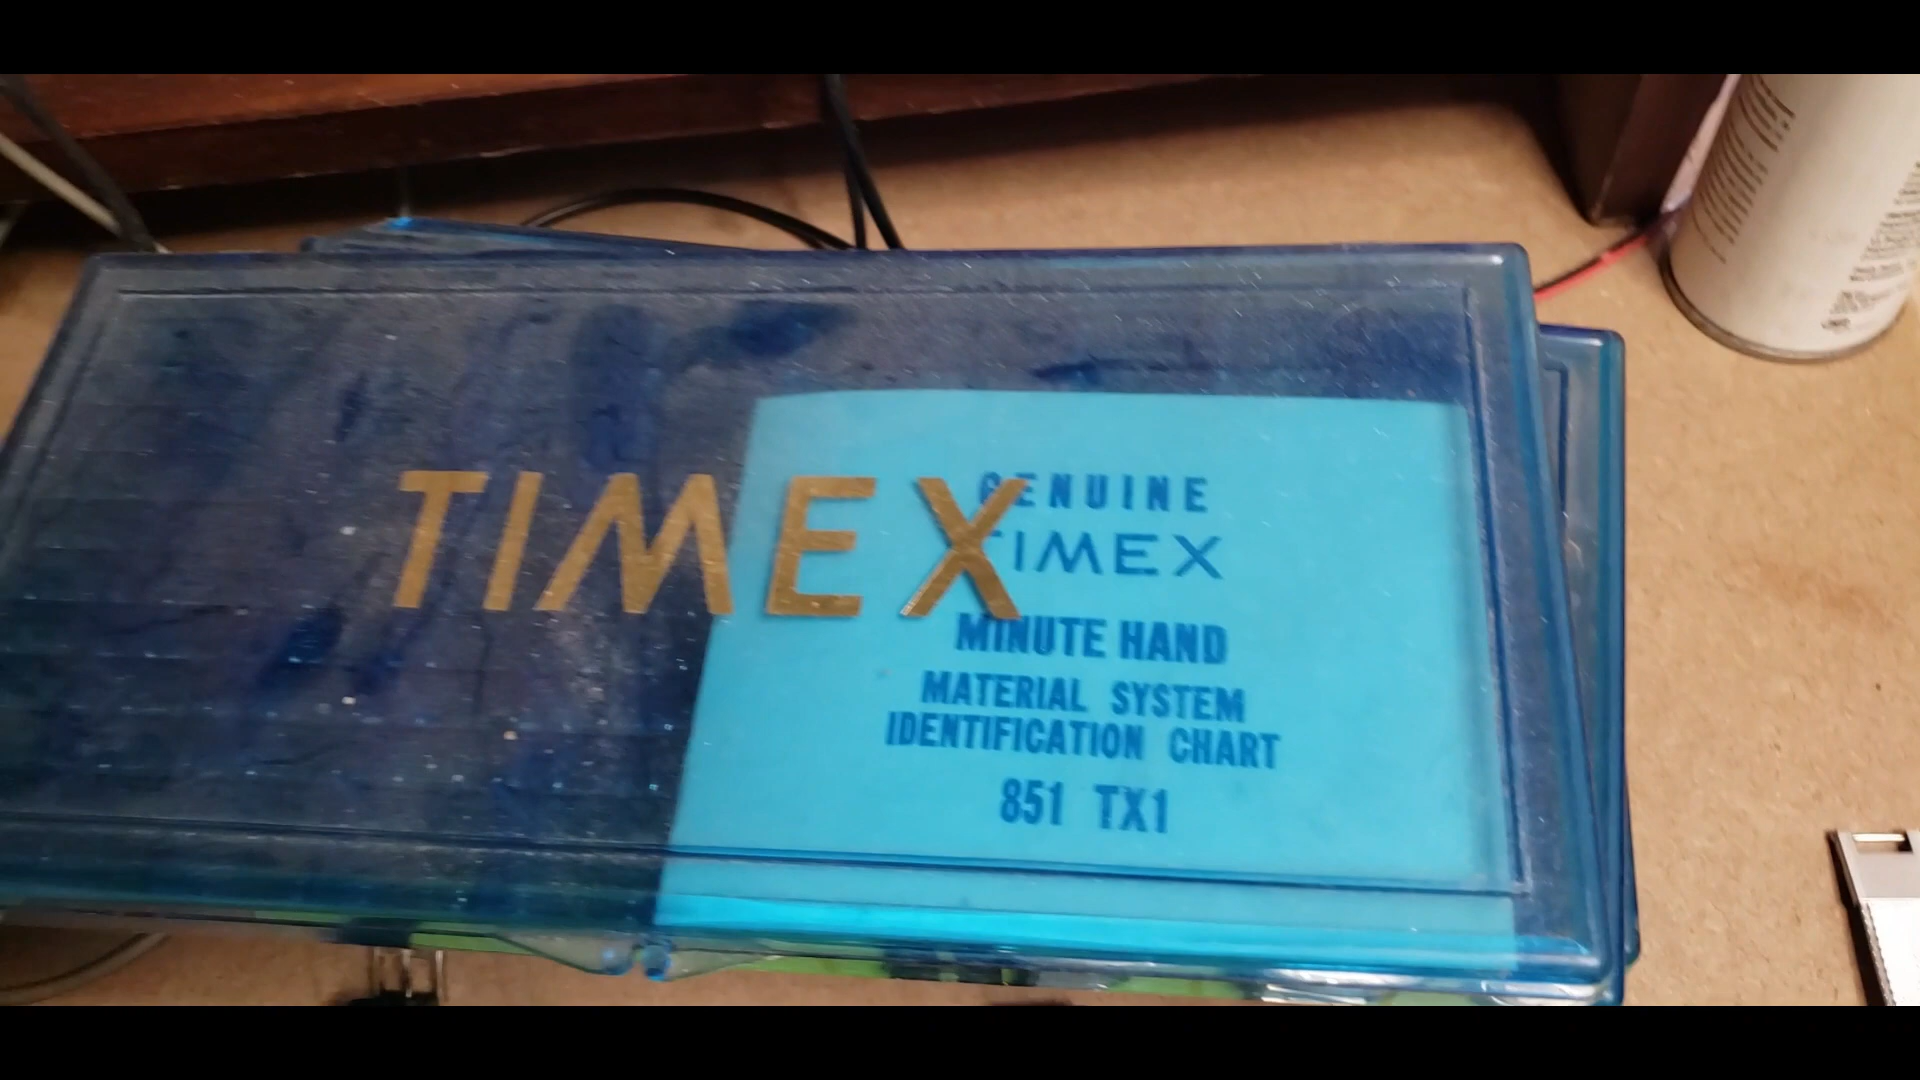 TIMEX
GENUINE
TIMEX
MINUTE HAND
MATERIAL SYSTEM
IDENTIFICATION CHART
851 TX1